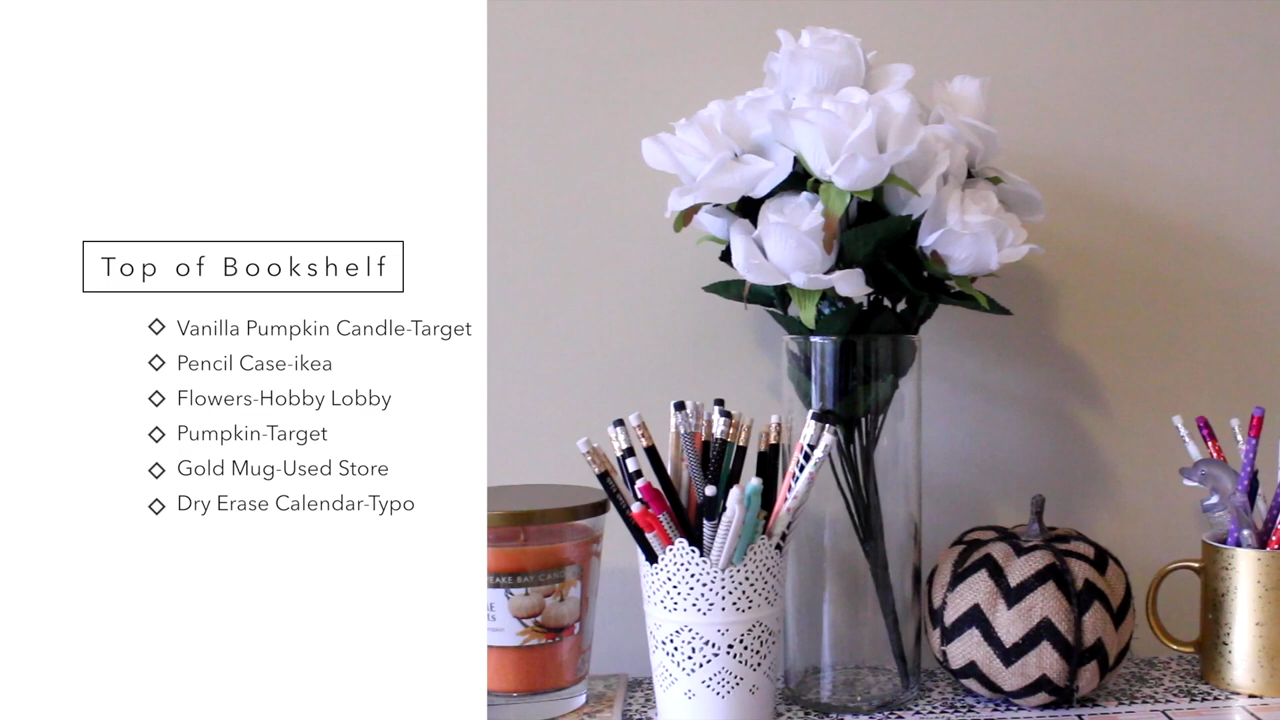 Top of Bookshelf
Vanilla Pumpkin Candle-Target
Pencil Case-ikea
Flowers-Hobby Lobby
Pumpkin-Target
Gold Mug-Used Store
Dry Erase Calendar-Typo